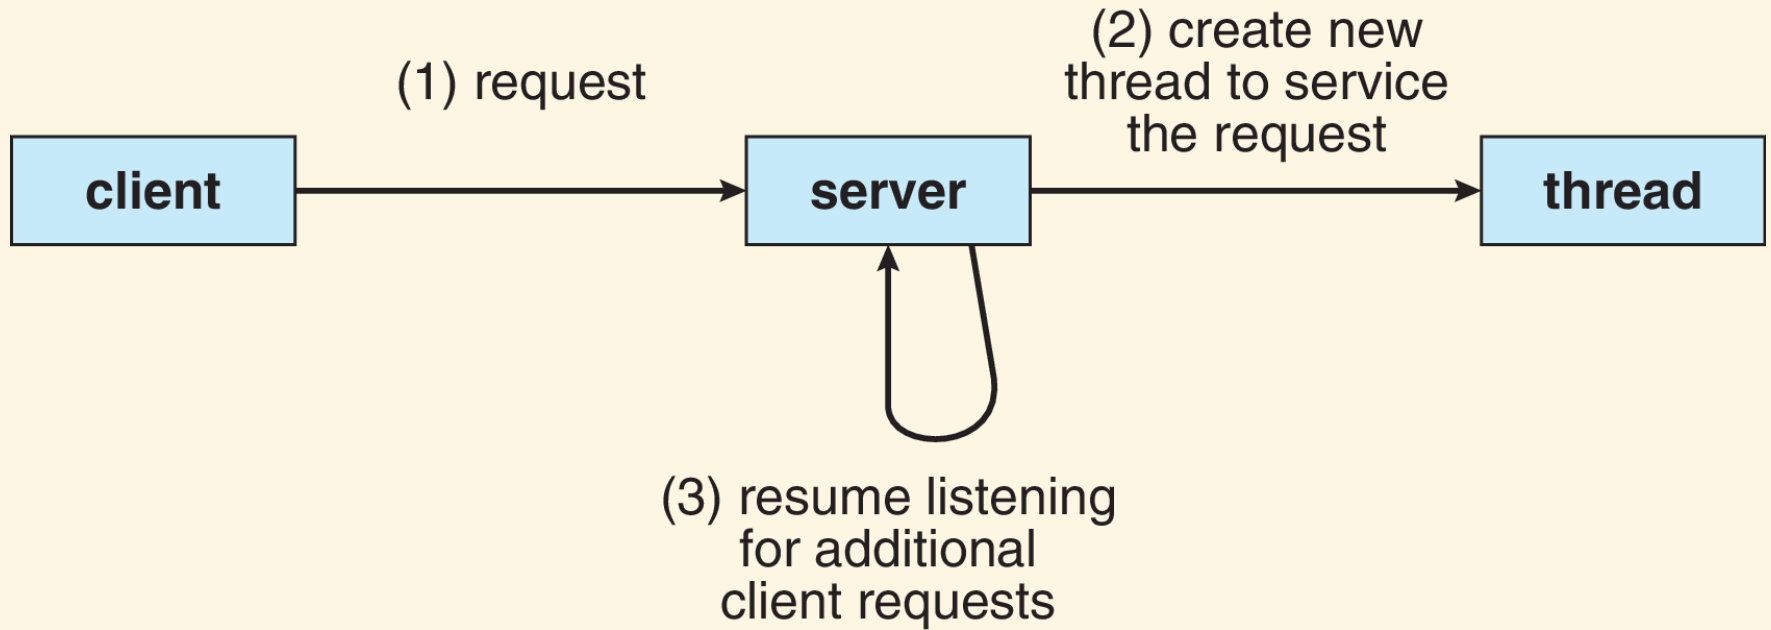 (1) request
(2) create new
thread to service
the request
client
server
thread
(3) resume listening
for additional
client requests